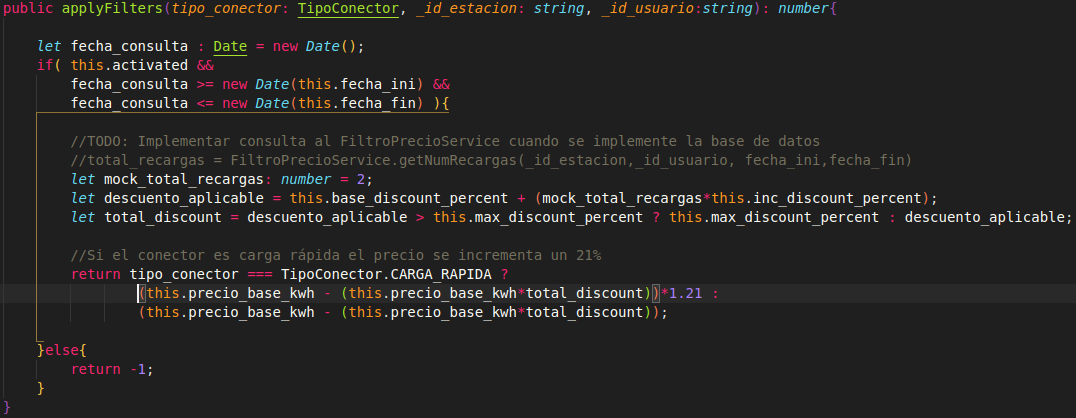 public applyFilters(tipo_conector: TipoConector, _id_estacion: string, _id_usuario:string): number{
let fecha_consulta : Date = new Date();
if( this.activated &&
fecha_consulta >= new Date(this.fecha_ini) &&
fecha_consulta <= new Date(this.fecha_fin) ){
//TODO: Implementar consulta al FiltroPrecioService cuando se implemente la base de datos
//total_recargas = FiltroPrecioService.getNumRecargas(_id_estacion,_id_usuario, fecha_ini,fecha_fin)
let mock_total_recargas: number = 2;
let descuento_aplicable = this.base_discount_percent + (mock_total_recargas*this.inc_discount_percent);
let total_discount = descuento_aplicable > this.max_discount_percent ? this.max_discount_percent : descuento_aplicable;
//Si el conector es carga rápida el precio se incrementa un 21%
return tipo_conector === TipoConector.CARGA_RAPIDA ?
(this.precio_base_kwh - (this.precio_base_kwh*total_discount))*1.21 :
(this.precio_base_kwh - (this.precio_base_kwh*total_discount));
}else{
return -1;
}
}